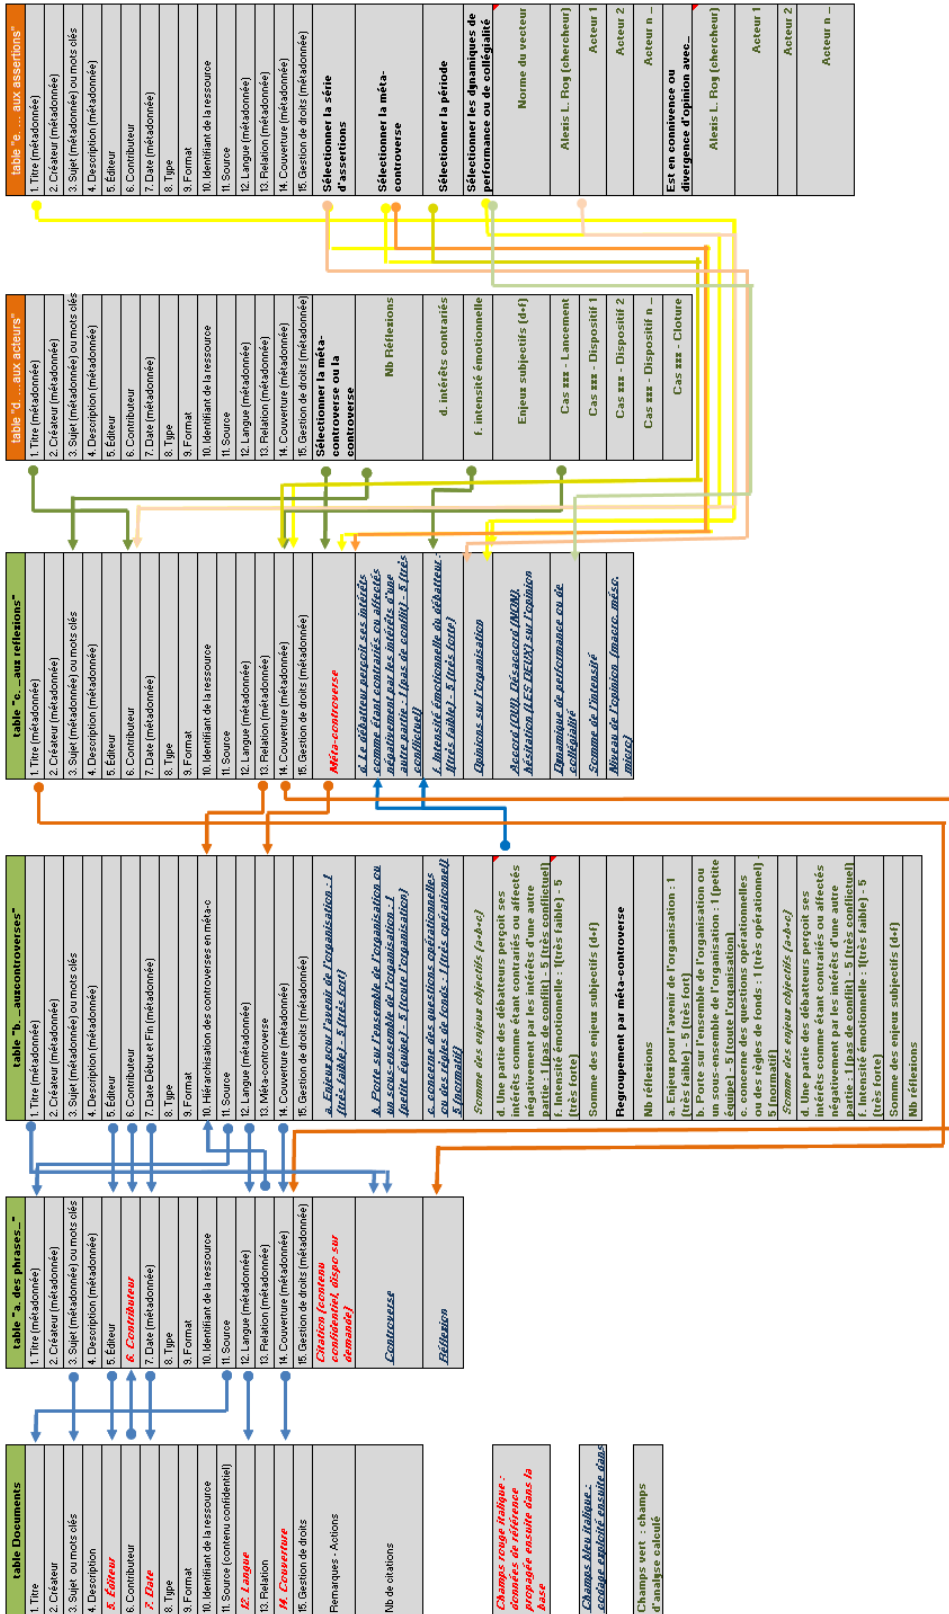 table Documents
1. Titre
2. Créateur
3. Sujet ou mots clés
4. Description
5. Éditeur
6. Contributeur
7. Date
8. Type
9. Format
10. Identifiant de la ressource
11. Source (contenu confidentiel)
12. Langue
13. Relation
14. Couverture
15. Gestion de droits
Remarques - Actions
Nb de citations
Champs rouge italique :
données de référence
propagée ensuite dans la
base
Champs bleu italique :
codage exploité ensuite dans
Champs vert : champs
d'analyse calculé
table "a. des phrases_"
1. Titre (métadonnée)
2. Créateur (métadonnée)
3. Sujet (métadonnée) ou mots clés
4. Description (métadonnée)
5. Éditeur
6. Contributeur
7. Date (métadonnée)
8. Type
9. Format
10. Identifiant de la ressource
11. Source
12. Langue (métadonnée)
13. Relation (métadonnée)
14. Couverture (métadonnée)
15. Gestion de droits (métadonnée)
Citation (contenu
confidentiel, dispo sur
demande)
Controverse
Réflexion
table "b. _auxcontroverses"
1. Titre (métadonnée)
2. Créateur (métadonnée)
3. Sujet (métadonnée) ou mots clés
4. Description (métadonnée)
5. Éditeur
6. Contributeur
7. Date Début et Fin (métadonnée)
8. Type
9. Format
10. Hiérarchisation des controverses en méta-c
11. Source
12. Langue (métadonnée)
13. Méta-controverse
14. Couverture (métadonnée)
15. Gestion de droits (métadonnée)
a. Enjeux pour l'avenir de l'organisation : 1
(très faible) - 5 (très fort)
b. Porte sur l'ensemble de l'organisation ou
un sous-ensemble de l'organisation : 1
(petite équipe) - 5 (toute l'organisation)
c. concerne des questions opérationnelles
ou des règles de fonds : 1 (très opérationnel)
5 (normatif)
Somme des enjeux objectifs (a+b+c)
d. Une partie des débatteurs perçoit ses
intérêts comme étant contrariés ou affectés
négativement par les intérêts d'une autre
partie : 1 (pas de conflit) - 5 (très conflictuel)
f. Intensité émotionnelle : 1(très faible) - 5
(très forte)
Somme des enjeux subjectifs (d+f)
Regroupement par méta-controverse
Nb réflexions
a. Enjeux pour l'avenir de l'organisation : 1
(très faible) - 5 (très fort)
b. Porte sur l'ensemble de l'organisation ou
un sous-ensemble de l'organisation : 1 (petite
équipe) - 5 (toute l'organisation)
c. concerne des questions opérationnelles
ou des règles de fonds : 1 (très opérationnel) -
5 (normatif)
Somme des enjeux objectifs (a+b+c)
d. Une partie des débatteurs perçoit ses
intérêts comme étant contrariés ou affectés
négativement par les intérêts d'une autre
partie : 1 (pas de conflit) - 5 (très conflictuel)
f. Intensité émotionnelle : 1(très faible) - 5
(très forte)
Somme des enjeux subjectifs (d+f)
Nb réflexions
table "c. _aux reflexions"
1. Titre (métadonnée)
2. Créateur (métadonnée)
3. Sujet (métadonnée) ou mots clés
4. Description (métadonnée)
5. Éditeur
6. Contributeur
7. Date (métadonnée)
8. Type
9. Format
10. Identifiant de la ressource
11. Source
12. Langue (métadonnée)
13. Relation (métadonnée)
14. Couverture (métadonnée)
15. Gestion de droits (métadonnée)
Méta-controverse
d. Le débatteur perçoit ses intérêts
comme étant contrariés ou affectés
négativement par les intérêts d'une
autre partie : 1 (pas de conflit) - 5 (très
conflictuel)
f. Intensité émotionnelle du débatteur :
1(très faible) - 5 (très forte)
Opinions sur l'organisation
Accord (OUI), Désaccord (NON),
hésitation (LES DEUX) sur l'opinion
Dynamique de performance ou de
collégialité
Somme de l'intensité
Niveau de l'opinion (macro, méso,
micro)
table "d. ...aux acteurs"
1. Titre (métadonnée)
2. Créateur (métadonnée)
3. Sujet (métadonnée) ou mots clés
4. Description (métadonnée)
5. Éditeur
6. Contributeur
7. Date (métadonnée)
8. Type
9. Format
10. Identifiant de la ressource
11. Source
12. Langue (métadonnée)
13. Relation (métadonnée)
14. Couverture (métadonnée)
15. Gestion de droits (métadonnée)
Sélectionner la méta-
controverse ou la
controverse
Nb Réflexions
d. intérêts contrariés
f. intensité émotionnelle
Enjeux subjectifs (d+f)
Cas xxx - Lancement
Cas xxx - Dispositif 1
Cas xxx - Dispositif 2
Cas xxx - Dispositif n _
Cas xxx - Cloture
table "e. ... aux assertions"
1. Titre (métadonnée)
2. Créateur (métadonnée)
3. Sujet (métadonnée) ou mots clés
4. Description (métadonnée)
5. Éditeur
6. Contributeur
7. Date (métadonnée)
8. Type
9. Format
10. Identifiant de la ressource
11. Source
12. Langue (métadonnée)
13. Relation (métadonnée)
14. Couverture (métadonnée)
15. Gestion de droits (métadonnée)
Sélectionner la série
d'assertions
Sélectionner la méta-
controverse
Sélectionner la période
Sélectionner les dynamiques de
performance ou de collégialité
Norme du vecteur
Alexis L. Roy (chercheur)
Acteur 1
Acteur 2
Acteur n _
Est en connivence ou
divergence d'opinion avec_
Alexis L. Roy (chercheur)
Acteur 1
Acteur 2
Acteur n _